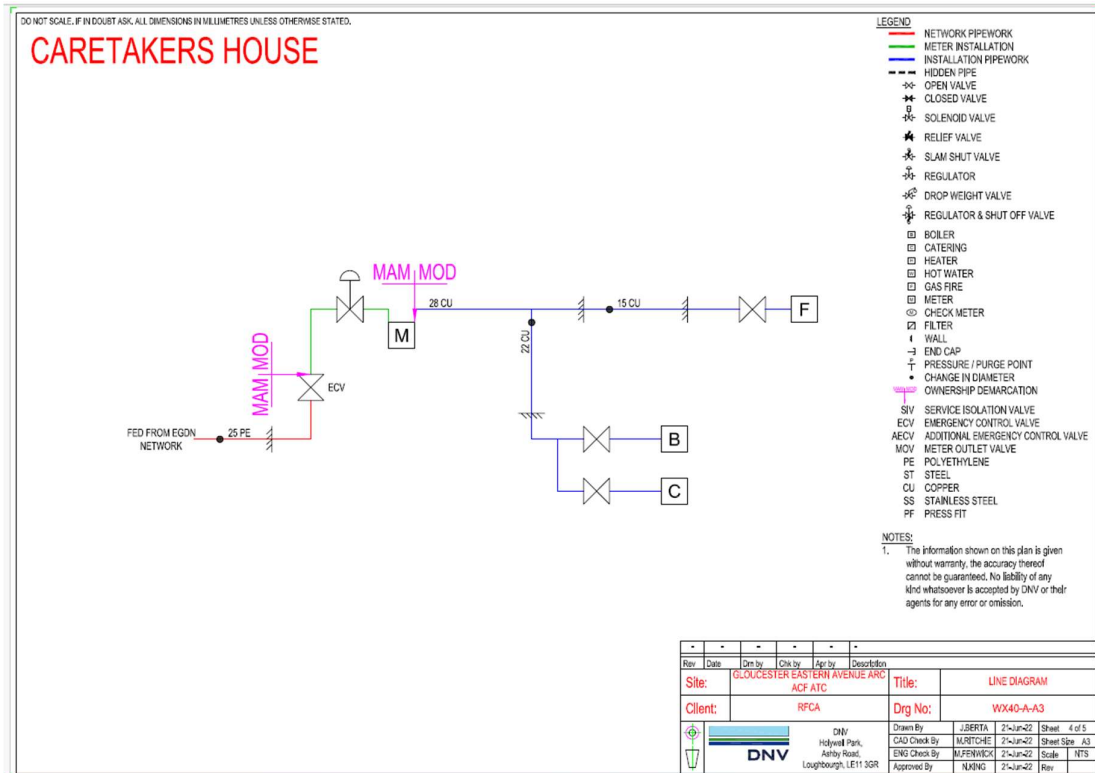 DO NOT SCALE. IF IN DOUBT ASK. ALL DIMENSIONS IN MILLIMETRES UNLESS OTHERWISE STATED.
CARETAKERS HOUSE
MAM MOD
28 CU
15 CU
F
M
22 CU
MAM MOD
ECV
FED FROM EGDN
NETWORK
25 PE
B
C
LEGEND
NETWORK PIPEWORK
METER INSTALLATION
INSTALLATION PIPEWORK
HIDDEN PIPE
OPEN VALVE
CLOSED VALVE
SOLENOID VALVE
RELIEF VALVE
SLAM SHUT VALVE
REGULATOR
DROP WEIGHT VALVE
REGULATOR & SHUT OFF VALVE
BOILER
CATERING
HEATER
HOT WATER
GAS FIRE
METER
CHECK METER
FILTER
WALL
END CAP
PRESSURE / PURGE POINT
CHANGE IN DIAMETER
OWNERSHIP DEMARCATION
SIV SERVICE ISOLATION VALVE
ECV EMERGENCY CONTROL VALVE
AECV ADDITIONAL EMERGENCY CONTROL VALVE
MOV METER OUTLET VALVE
PE POLYETHYLENE
ST STEEL
CU COPPER
SS STAINLESS STEEL
PF PRESS FIT
NOTES:
1. The information shown on this plan is given
without warranty, the accuracy thereof
cannot be guaranteed. No liability of any
kind whatsoever is accepted by DNV or their
agents for any error or omission.
- - - - -
Rev Date Drn by Chk by Apr by Description
Site: GLOUCESTER EASTERN AVENUE ARC
ACF ATC
Title: LINE DIAGRAM
Client: RFCA
Drg No: WX40-A-A3
DNV
DNV
Holywell Park,
Ashby Road,
Loughbourgh, LE11 3GR
Drawn By J.BERTA 21-Jun-22 Sheet 4 of 5
CAD Check By M.RITCHIE 21-Jun-22 Sheet Size A3
ENG Check By M.FENWICK 21-Jun-22 Scale NTS
Approved By N.KING 21-Jun-22 Rev